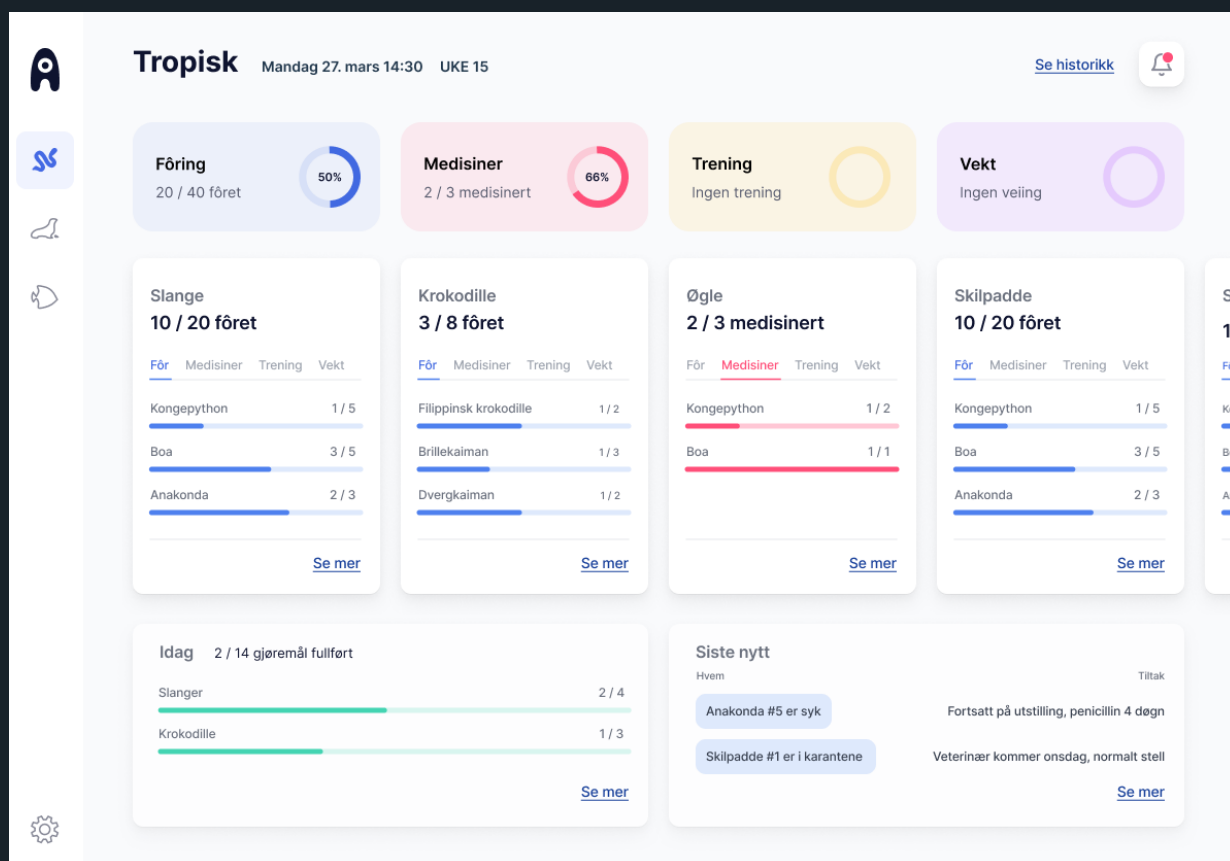 Tropisk Mandag 27. mars 14:30 UKE 15 Se historikk
Fôring
20 / 40 fôret
50%
Medisiner
2 / 3 medisinert
66%
Trening
Ingen trening
Vekt
Ingen veiing
Slange
10 / 20 fôret
Fôr Medisiner Trening Vekt
Kongepython 1 / 5
Boa 3 / 5
Anakonda 2 / 3
Se mer
Krokodille
3 / 8 fôret
Fôr Medisiner Trening Vekt
Filippinsk krokodille 1 / 2
Brillekaiman 1 / 3
Dvergkaiman 1 / 2
Se mer
Øgle
2 / 3 medisinert
Fôr Medisiner Trening Vekt
Kongepython 1 / 2
Boa 1 / 1
Se mer
Skilpadde
10 / 20 fôret
Fôr Medisiner Trening Vekt
Kongepython 1 / 5
Boa 3 / 5
Anakonda 2 / 3
Se mer
Idag 2 / 14 gjøremål fullført
Slanger 2 / 4
Krokodille 1 / 3
Se mer
Siste nytt
Hvem Tiltak
Anakonda #5 er syk Fortsatt på utstilling, penicillin 4 døgn
Skilpadde #1 er i karantene Veterinær kommer onsdag, normalt stell
Se mer